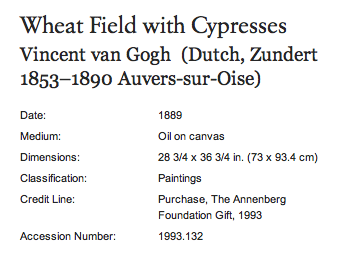 Wheat Field with Cypresses
Vincent van Gogh (Dutch, Zundert
1853–1890 Auvers-sur-Oise)
Date: 1889
Medium: Oil on canvas
Dimensions: 28 3/4 x 36 3/4 in. (73 x 93.4 cm)
Classification: Paintings
Credit Line: Purchase, The Annenberg
Foundation Gift, 1993
Accession Number: 1993.132